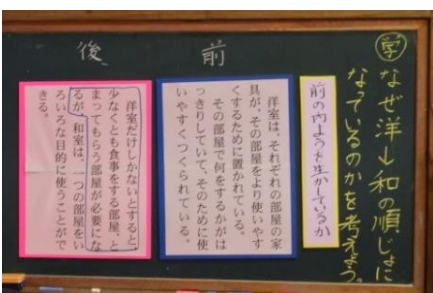 学 なぜ洋→和の順じょに
なっているのかを考えよう。
前の内ようを生かしているか
前
洋室は、それぞれの部屋の家
具が、その部屋をより使いやす
くするために置かれている。
その部屋で何をするかがは
っきりしていて、そのために使
いやすくつくられている。
後
洋室だけしかないとすると、
少なくとも食事をする部屋、と
まってもらう部屋が必要にな
るが、和室は、一つの部屋をい
ろいろな目的に使うことがで
きる。